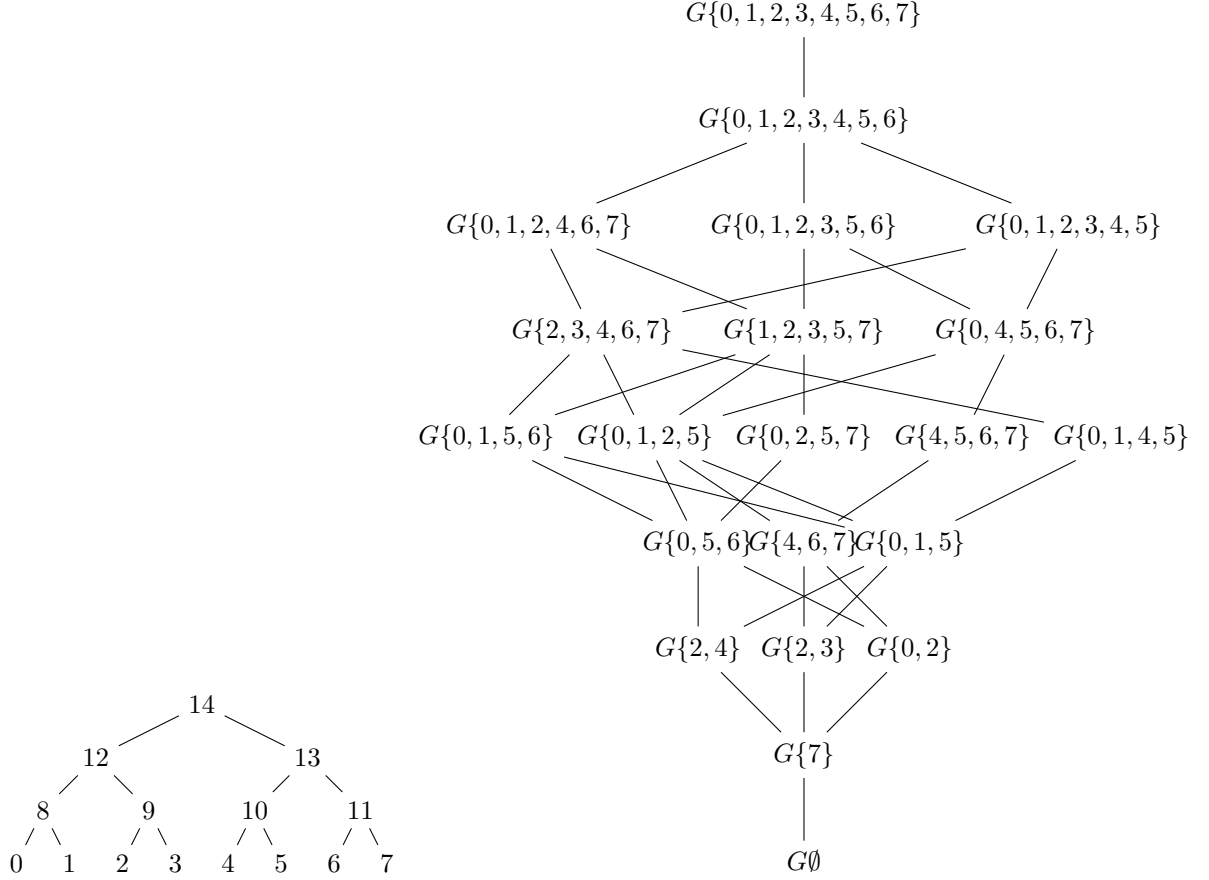 G{0, 1, 2, 3, 4, 5, 6, 7}
G{0, 1, 2, 3, 4, 5, 6}
G{0, 1, 2, 4, 6, 7} G{0, 1, 2, 3, 5, 6} G{0, 1, 2, 3, 4, 5}
G{2, 3, 4, 6, 7} G{1, 2, 3, 5, 7} G{0, 4, 5, 6, 7}
G{0, 1, 5, 6} G{0, 1, 2, 5} G{0, 2, 5, 7} G{4, 5, 6, 7} G{0, 1, 4, 5}
G{0, 5, 6} G{4, 6, 7} G{0, 1, 5}
G{2, 4} G{2, 3} G{0, 2}
G{7}
G∅
14
12 13
8 9 10 11
0 1 2 3 4 5 6 7